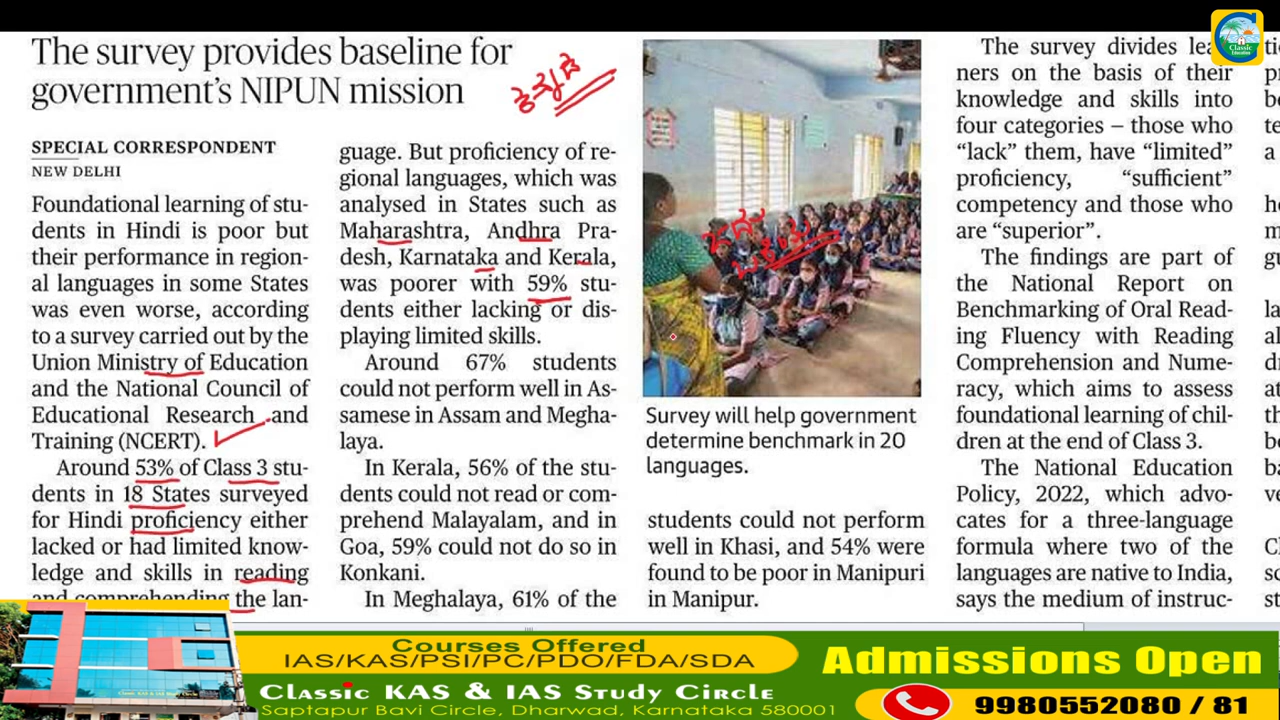 The survey provides baseline for
government's NIPUN mission
SPECIAL CORRESPONDENT
NEW DELHI
Foundational learning of stu-
dents in Hindi is poor but
their performance in region-
al languages in some States
was even worse, according
to a survey carried out by the
Union Ministry of Education
and the National Council of
Educational Research and
Training (NCERT).
Around 53% of Class 3 stu-
dents in 18 States surveyed
for Hindi proficiency either
lacked or had limited know-
ledge and skills in reading
and comprehending the lan-
guage. But proficiency of re-
gional languages, which was
analysed in States such as
Maharashtra, Andhra Pra-
desh, Karnataka and Kerala,
was poorer with 59% stu-
dents either lacking or dis-
playing limited skills.
Around 67% students
could not perform well in As-
samese in Assam and Megha-
laya.
In Kerala, 56% of the stu-
dents could not read or com-
prehend Malayalam, and in
Goa, 59% could not do so in
Konkani.
In Meghalaya, 61% of the
Survey will help government
determine benchmark in 20
languages.
students could not perform
well in Khasi, and 54% were
found to be poor in Manipuri
in Manipur.
The survey divides lear
ners on the basis of their
knowledge and skills into
four categories – those who
"lack" them, have "limited"
proficiency, "sufficient"
competency and those who
are "superior".
The findings are part of
the National Report on
Benchmarking of Oral Read-
ing Fluency with Reading
Comprehension and Nume-
racy, which aims to assess
foundational learning of chil-
dren at the end of Class 3.
The National Education
Policy, 2022, which advo-
cates for a three-language
formula where two of the
languages are native to India,
says the medium of instruc-
Classic
Education
Courses Offered
IAS/KAS/PSI/PC/PDO/FDA/SDA
Classic KAS & IAS Study Circle
Saptapur Bavi Circle, Dharwad, Karnataka 580001
Admissions Open
9980552080 / 81